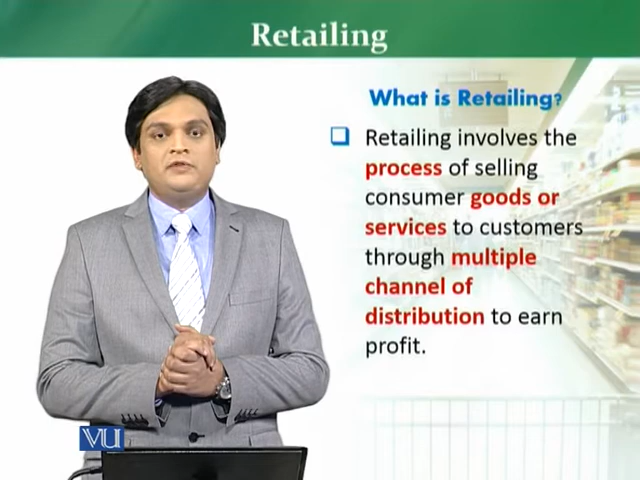 Retailing
What is Retailing?
Retailing involves the
process of selling
consumer goods or
services to customers
through multiple
channel of
distribution to earn
profit.
VU